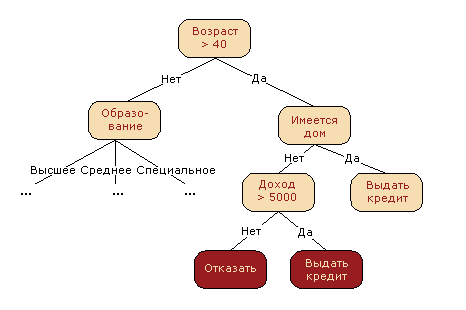 Возраст
> 40
Нет
Да
Образо-
вание
Имеется
дом
Высшее Среднее Специальное
... ... ...
Нет
Да
Доход
> 5000
Выдать
кредит
Нет
Да
Отказать
Выдать
кредит